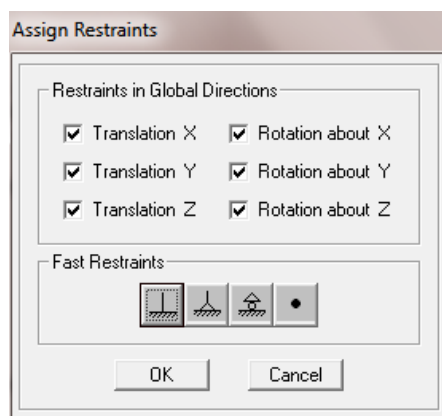 Assign Restraints
Restraints in Global Directions
Translation X Rotation about X
Translation Y Rotation about Y
Translation Z Rotation about Z
Fast Restraints
OK Cancel